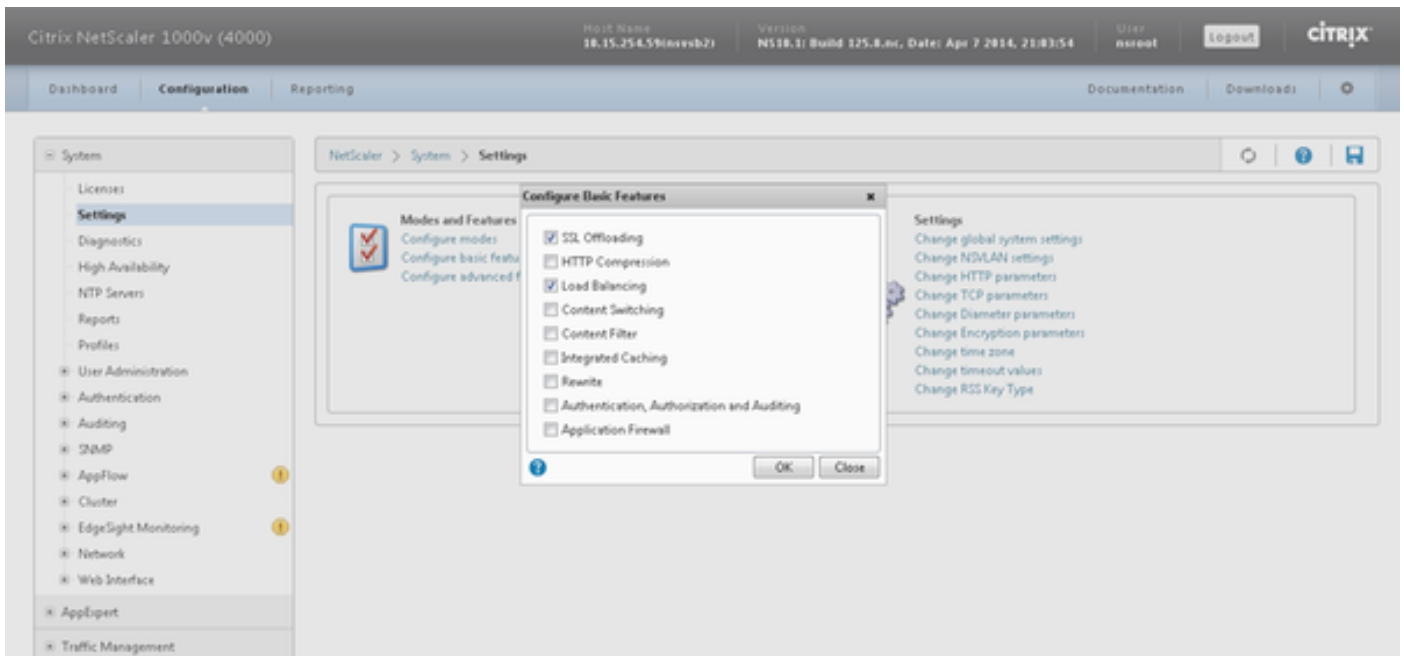 Citrix NetScaler 1000v (4000)
Host Name
10.15.254.59(nsvsb2)
Version
NS10.1: Build 125.8.nc, Date: Apr 7 2014, 21:03:54
User
nsroot
Logout
CİTRIX
Dashboard
Configuration
Reporting
Documentation
Downloads
System
Licenses
Settings
Diagnostics
High Availability
NTP Servers
Reports
Profiles
User Administration
Authentication
Auditing
SNMP
AppFlow
Cluster
EdgeSight Monitoring
Network
Web Interface
AppExpert
Traffic Management
NetScaler > System > Settings
Modes and Features
Configure modes
Configure basic featu
Configure advanced f
Configure Basic Features
SSL Offloading
HTTP Compression
Load Balancing
Content Switching
Content Filter
Integrated Caching
Rewrite
Authentication, Authorization and Auditing
Application Firewall
OK
Close
Settings
Change global system settings
Change NSVLAN settings
Change HTTP parameters
Change TCP parameters
Change Diameter parameters
Change Encryption parameters
Change time zone
Change timeout values
Change RSS Key Type